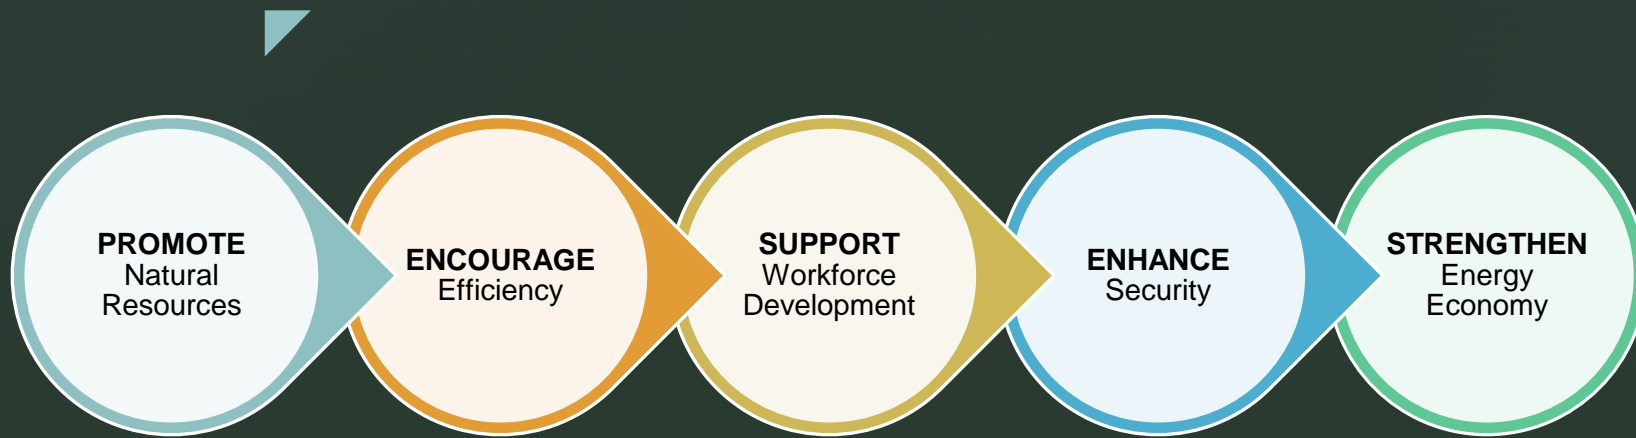 PROMOTE
Natural
Resources
ENCOURAGE
Efficiency
SUPPORT
Workforce
Development
ENHANCE
Security
STRENGTHEN
Energy
Economy